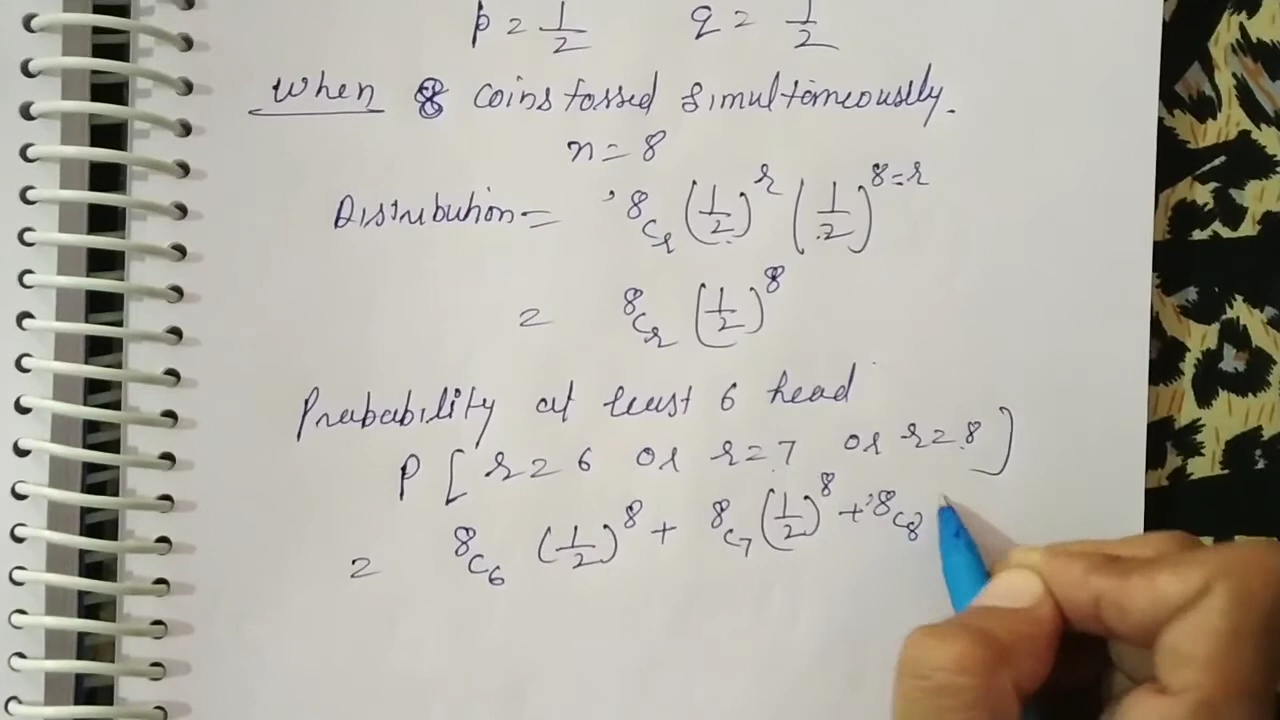 p = 1/2 q = 1/2
When 8 coins tossed simultaneously.
n = 8
Distribution = ⁸Cᵣ (1/2)ʳ (1/2)⁸⁻ʳ
= ⁸Cᵣ (1/2)⁸
Probability at least 6 head
P [ r = 6 or r = 7 or r = 8 ]
= ⁸C₆ (1/2)⁸ + ⁸C₇ (1/2)⁸ + ⁸C₈